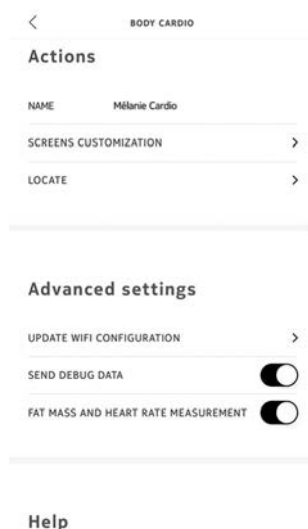 BODY CARDIO
Actions
NAME Mélanie Cardio
SCREENS CUSTOMIZATION
LOCATE
Advanced settings
UPDATE WIFI CONFIGURATION
SEND DEBUG DATA
FAT MASS AND HEART RATE MEASUREMENT
Help